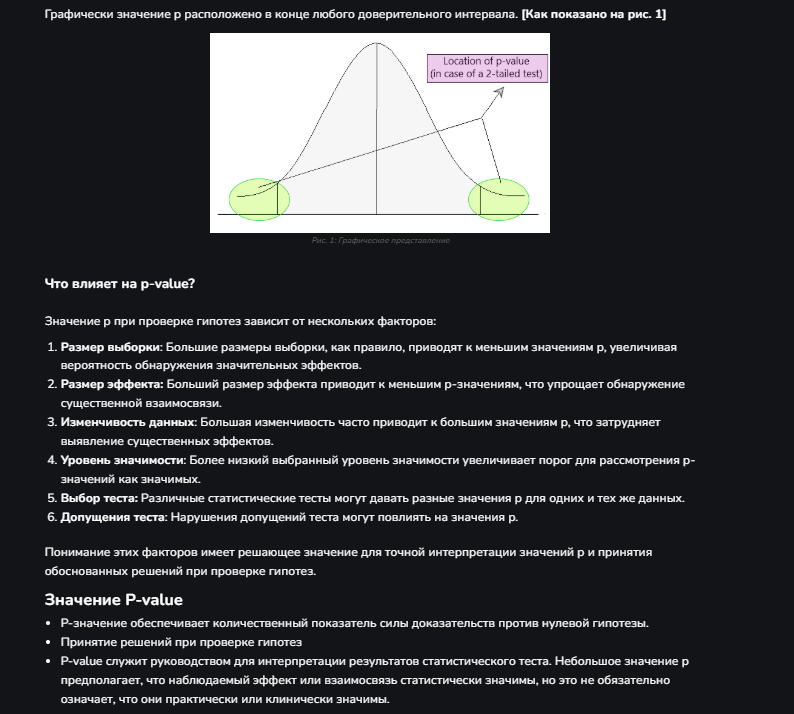 Графически значение p расположено в конце любого доверительного интервала. [Как показано на рис. 1]
Location of p-value
(in case of a 2-tailed test)
Рис. 1: Графическое представление
Что влияет на p-value?
Значение p при проверке гипотез зависит от нескольких факторов:
1. Размер выборки: Большие размеры выборки, как правило, приводят к меньшим значениям p, увеличивая
вероятность обнаружения значительных эффектов.
2. Размер эффекта: Больший размер эффекта приводит к меньшим p-значениям, что упрощает обнаружение
существенной взаимосвязи.
3. Изменчивость данных: Большая изменчивость часто приводит к большим значениям p, что затрудняет
выявление существенных эффектов.
4. Уровень значимости: Более низкий выбранный уровень значимости увеличивает порог для рассмотрения p-
значений как значимых.
5. Выбор теста: Различные статистические тесты могут давать разные значения p для одних и тех же данных.
6. Допущения теста: Нарушения допущений теста могут повлиять на значения p.
Понимание этих факторов имеет решающее значение для точной интерпретации значений p и принятия
обоснованных решений при проверке гипотез.
Значение P-value
• P-значение обеспечивает количественный показатель силы доказательств против нулевой гипотезы.
• Принятие решений при проверке гипотез
• P-value служит руководством для интерпретации результатов статистического теста. Небольшое значение p
предполагает, что наблюдаемый эффект или взаимосвязь статистически значимы, но это не обязательно
означает, что они практически или клинически значимы.